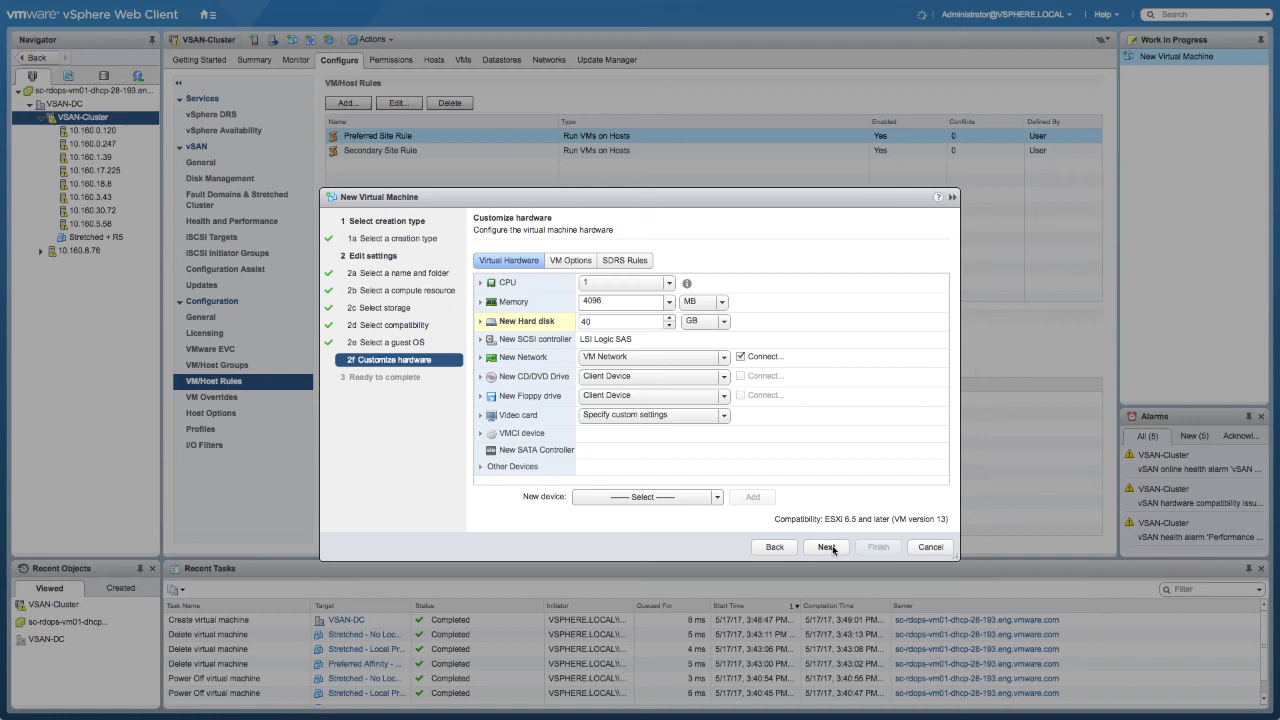 vmware® vSphere Web Client
Administrator@VSPHERE.LOCAL
Help
Search
Navigator
Back
sc-rdops-vm01-dhcp-28-193.en...
VSAN-DC
VSAN-Cluster
10.160.0.120
10.160.0.247
10.160.1.39
10.160.17.225
10.160.18.8
10.160.3.43
10.160.30.72
10.160.5.58
Stretched + R5
10.160.8.76
VSAN-Cluster
Actions
Getting Started Summary Monitor Configure Permissions Hosts VMs Datastores Networks Update Manager
Services
vSphere DRS
vSphere Availability
vSAN
General
Disk Management
Fault Domains & Stretched
Cluster
Health and Performance
iSCSI Targets
iSCSI Initiator Groups
Configuration Assist
Updates
Configuration
General
Licensing
VMware EVC
VM/Host Groups
VM/Host Rules
VM Overrides
Host Options
Profiles
I/O Filters
VM/Host Rules
Add... Edit... Delete
Name Type Enabled Conflicts Defined By
Preferred Site Rule Run VMs on Hosts Yes 0 User
Secondary Site Rule Run VMs on Hosts Yes 0 User
New Virtual Machine
1 Select creation type
1a Select a creation type
2 Edit settings
2a Select a name and folder
2b Select a compute resource
2c Select storage
2d Select compatibility
2e Select a guest OS
2f Customize hardware
3 Ready to complete
Customize hardware
Configure the virtual machine hardware
Virtual Hardware VM Options SDRS Rules
CPU 1
Memory 4096 MB
New Hard disk 40 GB
New SCSI controller LSI Logic SAS
New Network VM Network Connect...
New CD/DVD Drive Client Device Connect...
New Floppy drive Client Device Connect...
Video card Specify custom settings
VMCI device
New SATA Controller
Other Devices
New device: ------- Select ------- Add
Compatibility: ESXi 6.5 and later (VM version 13)
Back Next Finish Cancel
Work In Progress
New Virtual Machine
Alarms
All (5) New (5) Acknowl...
VSAN-Cluster
vSAN online health alarm 'vSAN ...
VSAN-Cluster
vSAN hardware compatibility issu...
VSAN-Cluster
vSAN health alarm 'Performance ...
Recent Objects
Viewed Created
VSAN-Cluster
sc-rdops-vm01-dhcp...
VSAN-DC
Recent Tasks
Filter
Task Name Target Status Initiator Queued For Start Time 1 Completion Time Server
Create virtual machine VSAN-DC Completed VSPHERE.LOCAL\\... 8 ms 5/17/17, 3:48:47 PM... 5/17/17, 3:49:01 PM... sc-rdops-vm01-dhcp-28-193.eng.vmware.com
Delete virtual machine Stretched - No Loc... Completed VSPHERE.LOCAL\\... 5 ms 5/17/17, 3:43:11 PM ... 5/17/17, 3:43:13 PM... sc-rdops-vm01-dhcp-28-193.eng.vmware.com
Delete virtual machine Stretched - Local Pr... Completed VSPHERE.LOCAL\\... 4 ms 5/17/17, 3:43:06 PM... 5/17/17, 3:43:08 PM... sc-rdops-vm01-dhcp-28-193.eng.vmware.com
Delete virtual machine Preferred Affinity - ... Completed VSPHERE.LOCAL\\... 5 ms 5/17/17, 3:43:00 PM... 5/17/17, 3:43:02 PM... sc-rdops-vm01-dhcp-28-193.eng.vmware.com
Power Off virtual machine Stretched - No Loc... Completed VSPHERE.LOCAL\\... 7 ms 5/17/17, 3:40:54 PM... 5/17/17, 3:40:55 PM... sc-rdops-vm01-dhcp-28-193.eng.vmware.com
Power Off virtual machine Stretched - Local Pr... Completed VSPHERE.LOCAL\\... 6 ms 5/17/17, 3:40:45 PM... 5/17/17, 3:40:47 PM... sc-rdops-vm01-dhcp-28-193.eng.vmware.com